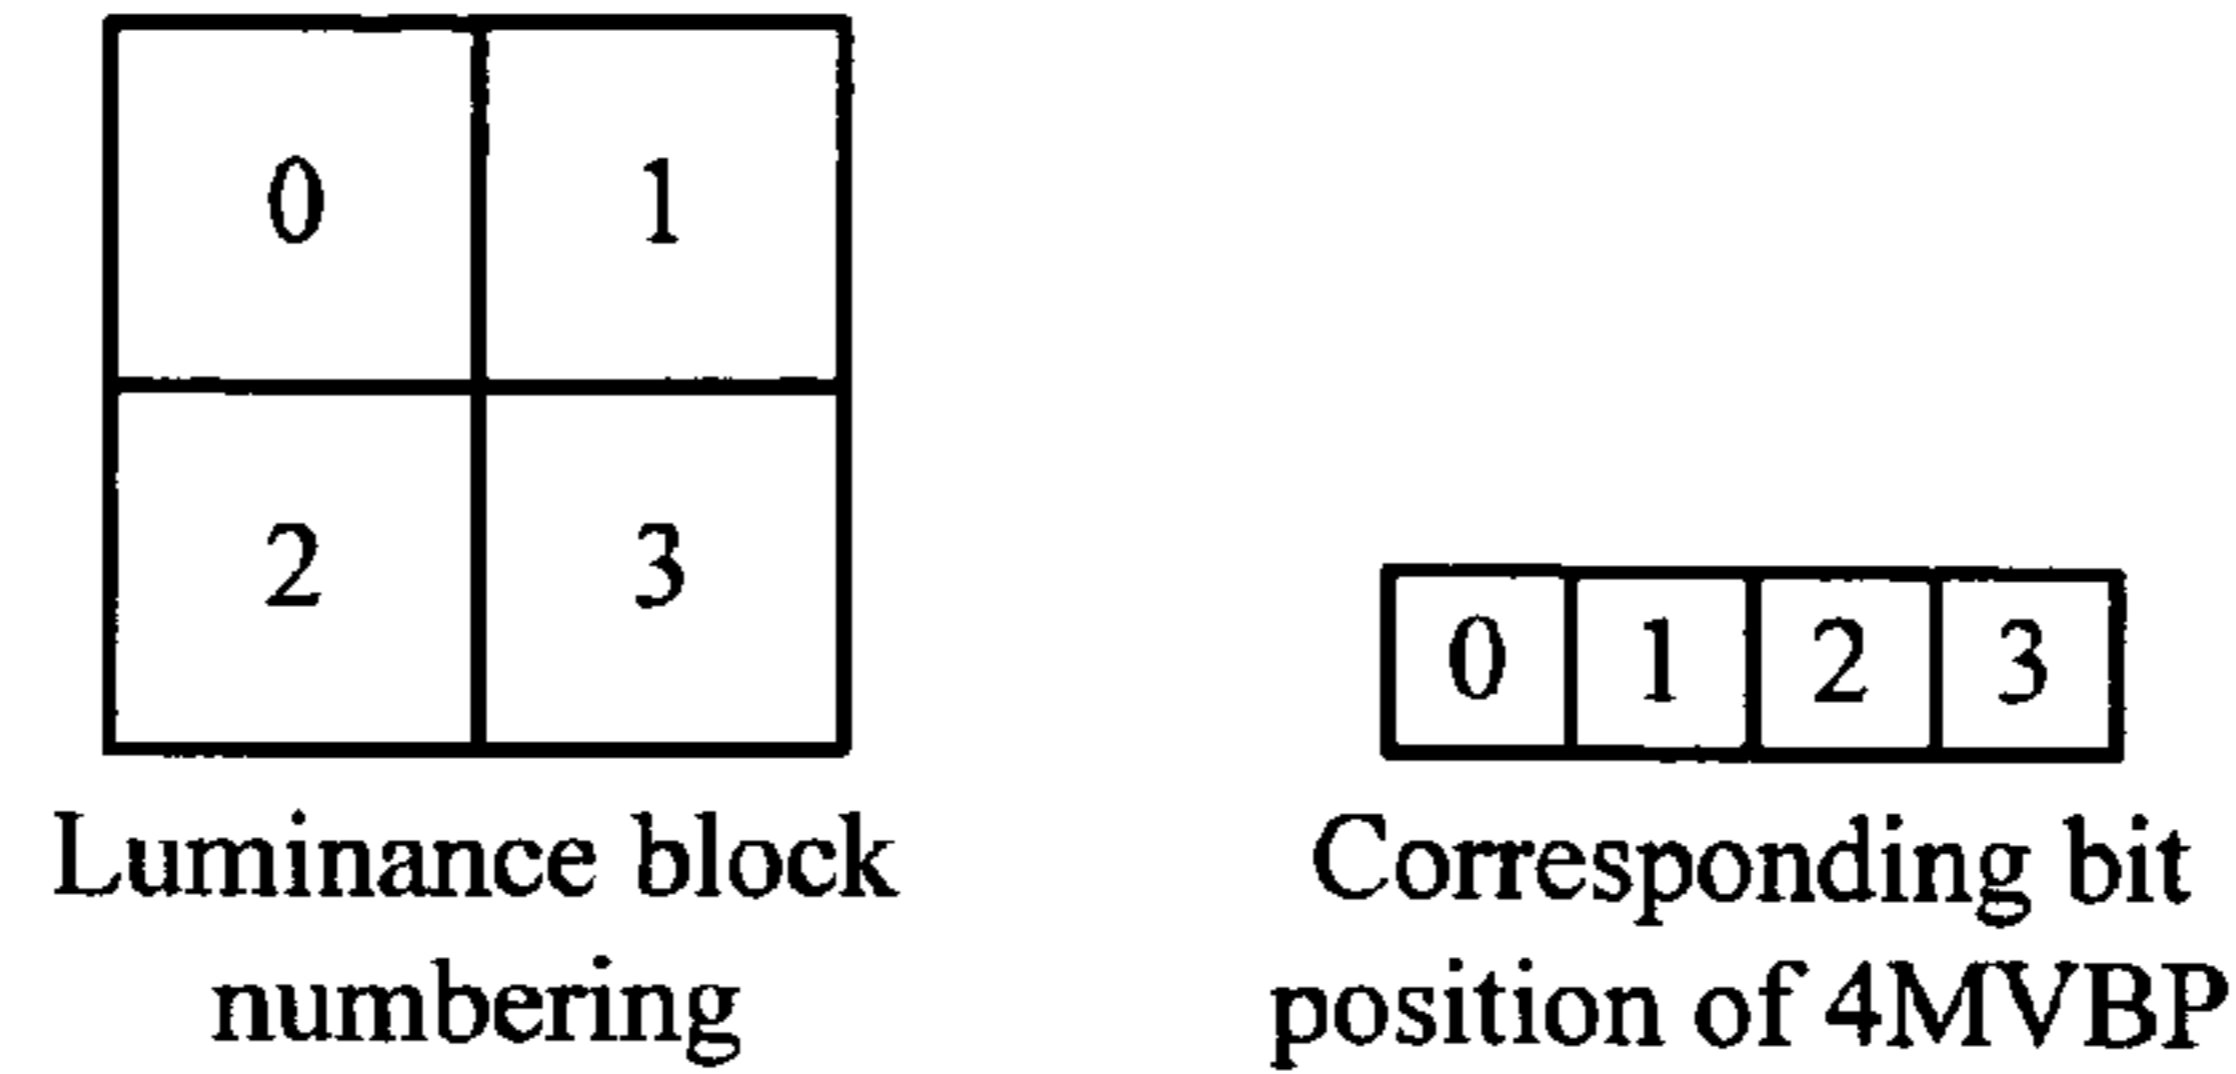 0 1
2 3
0 1 2 3
Luminance block
numbering
Corresponding bit
position of 4MVBP